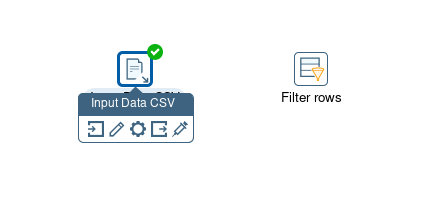 Input Data CSV
Filter rows